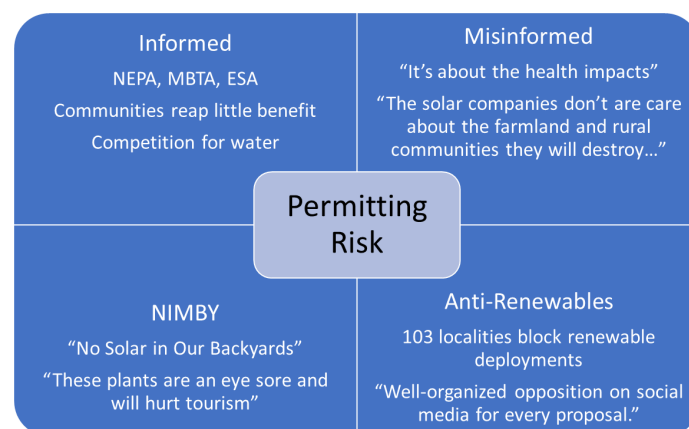 Informed
NEPA, MBTA, ESA
Communities reap little benefit
Competition for water
Misinformed
“It’s about the health impacts”
“The solar companies don’t are care
about the farmland and rural
communities they will destroy…”
Permitting
Risk
NIMBY
“No Solar in Our Backyards”
“These plants are an eye sore and
will hurt tourism”
Anti-Renewables
103 localities block renewable
deployments
“Well-organized opposition on social
media for every proposal.”